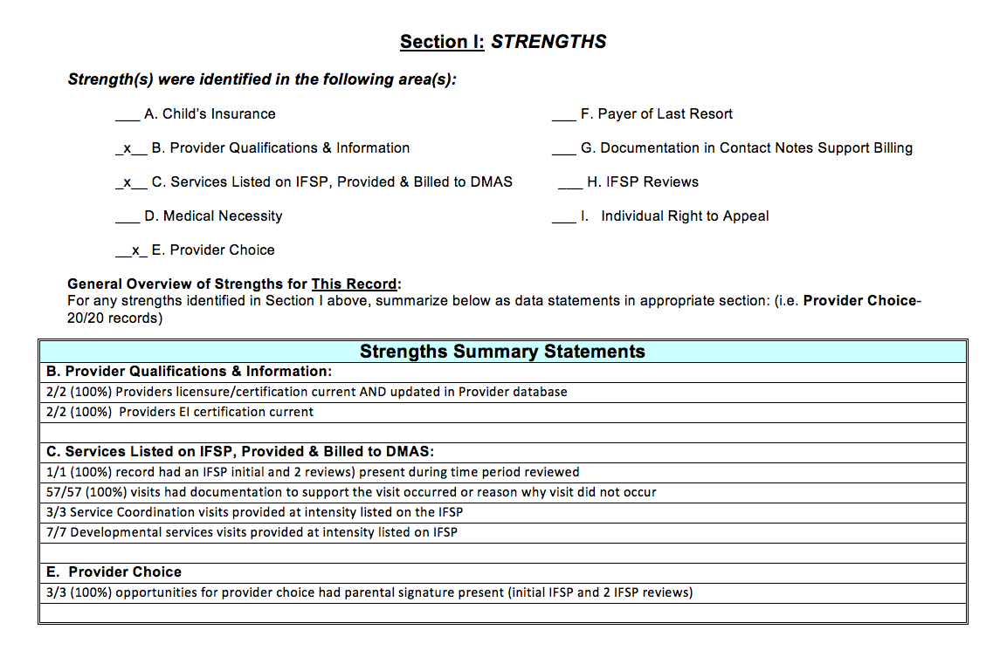 Section I: STRENGTHS
Strength(s) were identified in the following area(s):
___ A. Child's Insurance
___ F. Payer of Last Resort
_x__ B. Provider Qualifications & Information
___ G. Documentation in Contact Notes Support Billing
_x__ C. Services Listed on IFSP, Provided & Billed to DMAS
___ H. IFSP Reviews
___ D. Medical Necessity
___ I. Individual Right to Appeal
__x_ E. Provider Choice
General Overview of Strengths for This Record:
For any strengths identified in Section I above, summarize below as data statements in appropriate section: (i.e. Provider Choice-
20/20 records)
Strengths Summary Statements
B. Provider Qualifications & Information:
2/2 (100%) Providers licensure/certification current AND updated in Provider database
2/2 (100%) Providers EI certification current
C. Services Listed on IFSP, Provided & Billed to DMAS:
1/1 (100%) record had an IFSP initial and 2 reviews) present during time period reviewed
57/57 (100%) visits had documentation to support the visit occurred or reason why visit did not occur
3/3 Service Coordination visits provided at intensity listed on the IFSP
7/7 Developmental services visits provided at intensity listed on IFSP
E. Provider Choice
3/3 (100%) opportunities for provider choice had parental signature present (initial IFSP and 2 IFSP reviews)